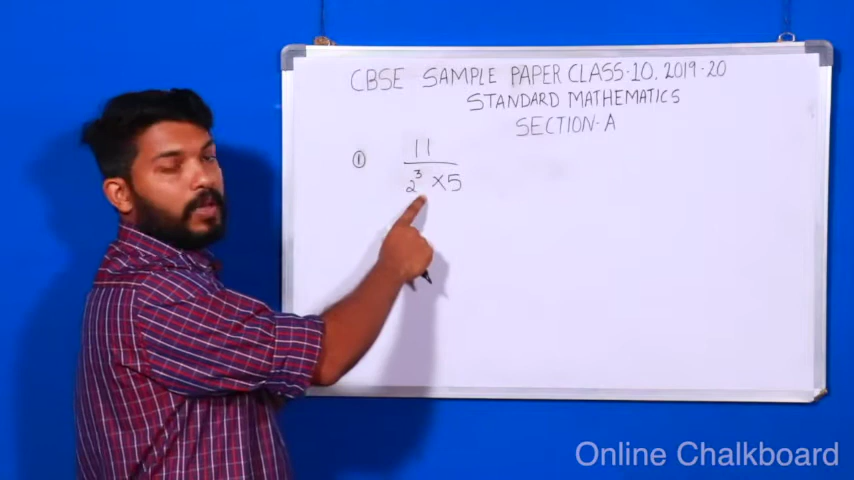 CBSE SAMPLE PAPER CLASS-10, 2019-20
STANDARD MATHEMATICS
SECTION-A
① 11
2³ ×5
Online Chalkboard